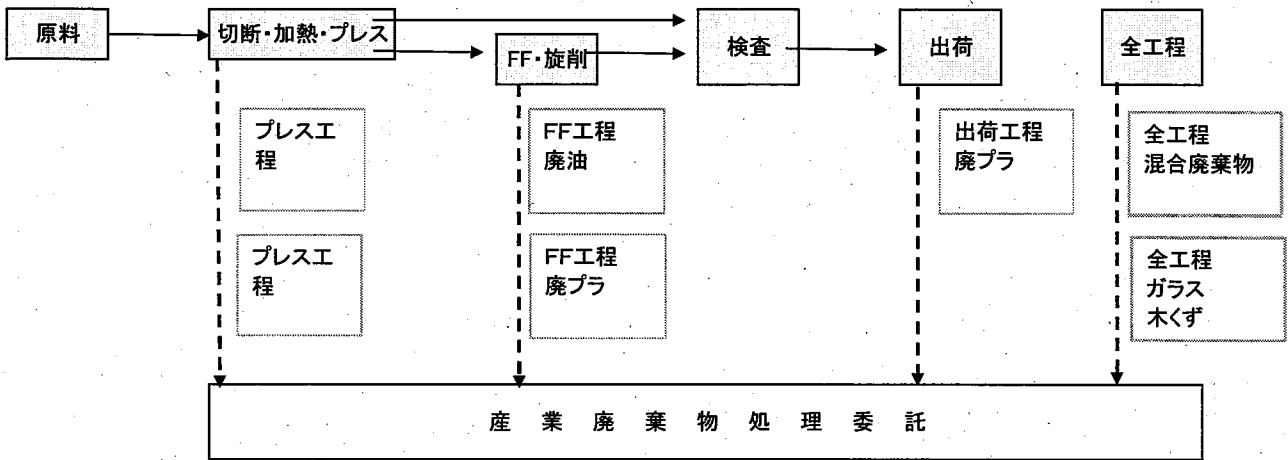 原料
切断・加熱・プレス
FF・旋削
検査
出荷
全工程
プレス工
程
FF工程
廃油
出荷工程
廃プラ
全工程
混合廃棄物
プレス工
程
FF工程
廃プラ
全工程
ガラス
木くず
産業廃棄物処理委託